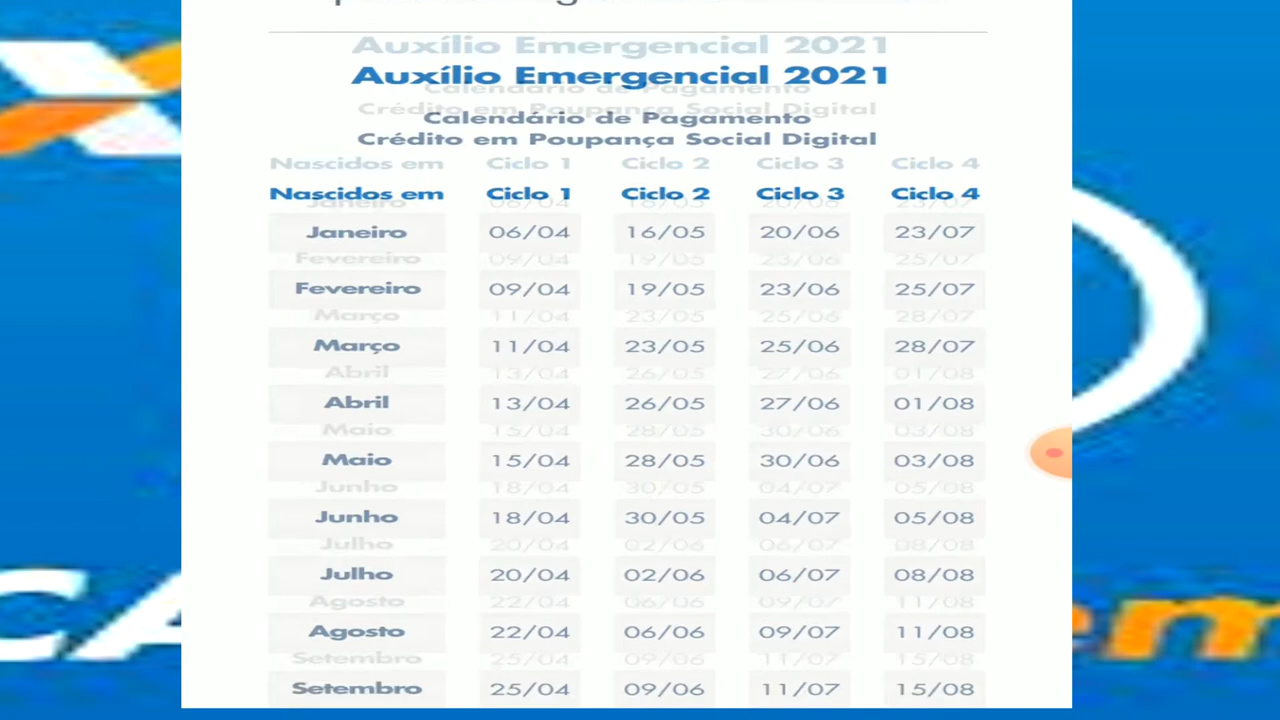 Auxílio Emergencial 2021
Calendário de Pagamento
Crédito em Poupança Social Digital
Nascidos em Ciclo 1 Ciclo 2 Ciclo 3 Ciclo 4
Janeiro 06/04 16/05 20/06 23/07
Fevereiro 09/04 19/05 23/06 25/07
Março 11/04 23/05 25/06 28/07
Abril 13/04 26/05 27/06 01/08
Maio 15/04 28/05 30/06 03/08
Junho 18/04 30/05 04/07 05/08
Julho 20/04 02/06 06/07 08/08
Agosto 22/04 06/06 09/07 11/08
Setembro 25/04 09/06 11/07 15/08
CA
em